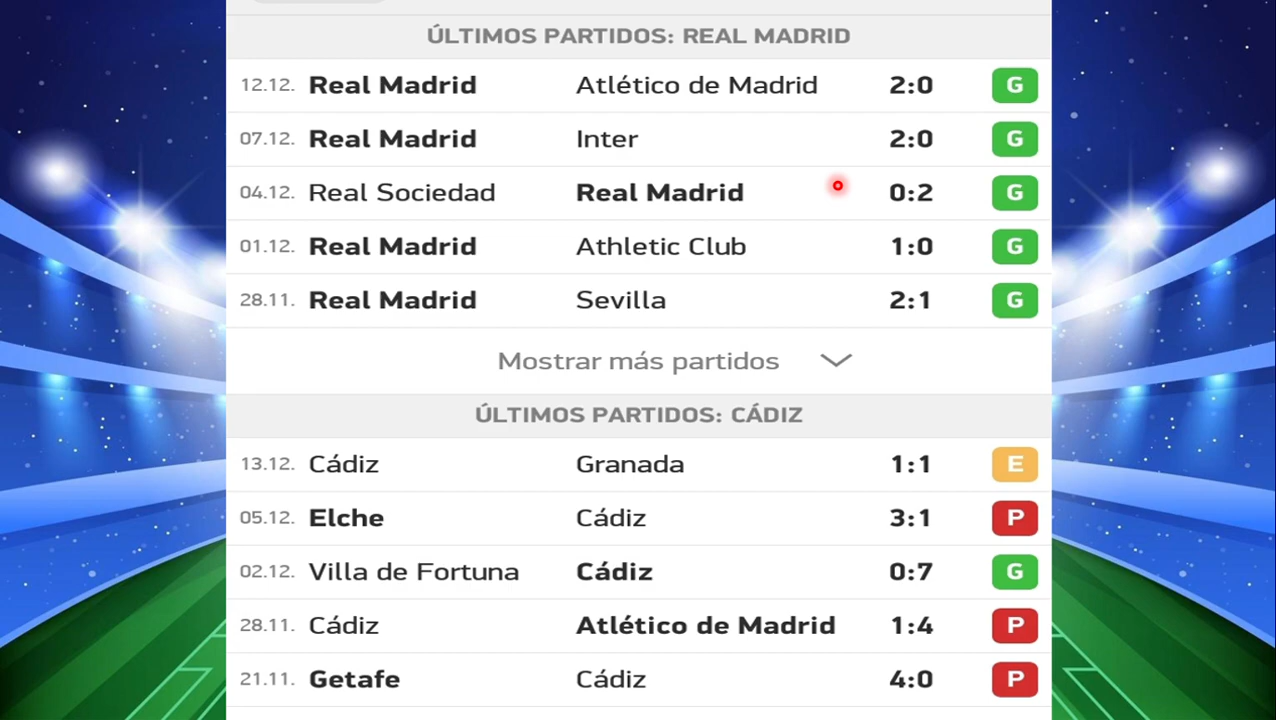 ÚLTIMOS PARTIDOS: REAL MADRID
12.12. Real Madrid Atlético de Madrid 2:0 G
07.12. Real Madrid Inter 2:0 G
04.12. Real Sociedad Real Madrid 0:2 G
01.12. Real Madrid Athletic Club 1:0 G
28.11. Real Madrid Sevilla 2:1 G
Mostrar más partidos
ÚLTIMOS PARTIDOS: CÁDIZ
13.12. Cádiz Granada 1:1 E
05.12. Elche Cádiz 3:1 P
02.12. Villa de Fortuna Cádiz 0:7 G
28.11. Cádiz Atlético de Madrid 1:4 P
21.11. Getafe Cádiz 4:0 P